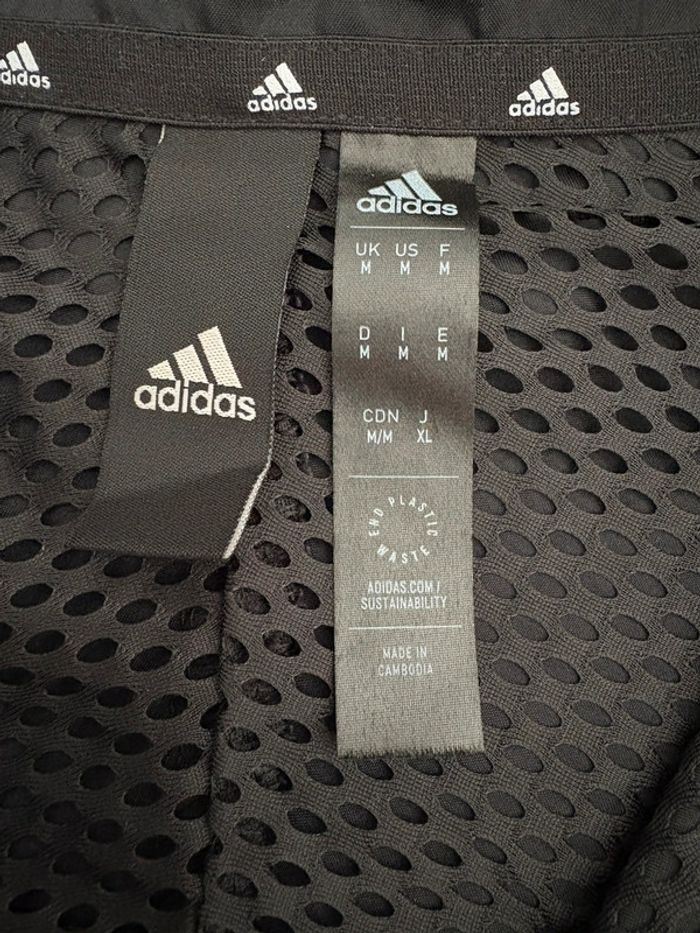 adidas
adidas
adidas
adidas
adidas
UK US F
M M M
D I E
M M M
CDN J
M/M XL
END PLASTIC WASTE
ADIDAS.COM/
SUSTAINABILITY
MADE IN
CAMBODIA